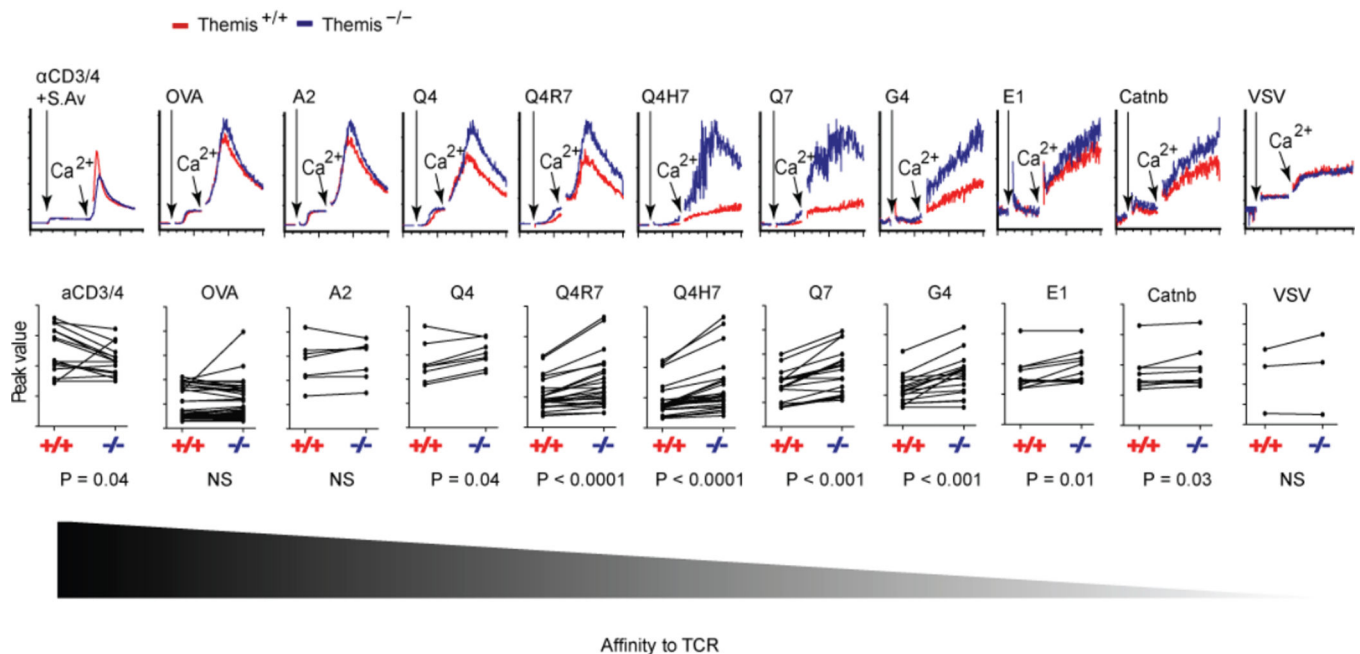 Themis +/+ Themis −/−
αCD3/4
+S.Av
OVA
A2
Q4
Q4R7
Q4H7
Q7
G4
E1
Catnb
VSV
Ca2+
Ca2+
Ca2+
Ca2+
Ca2+
Ca2+
Ca2+
Ca2+
Ca2+
Ca2+
Ca2+
aCD3/4 OVA A2 Q4 Q4R7 Q4H7 Q7 G4 E1 Catnb VSV
Peak value
+/+ -/- +/+ -/- +/+ -/- +/+ -/- +/+ -/- +/+ -/- +/+ -/- +/+ -/- +/+ -/- +/+ -/- +/+ -/-
P = 0.04 NS NS P = 0.04 P < 0.0001 P < 0.0001 P < 0.001 P < 0.001 P = 0.01 P = 0.03 NS
Affinity to TCR